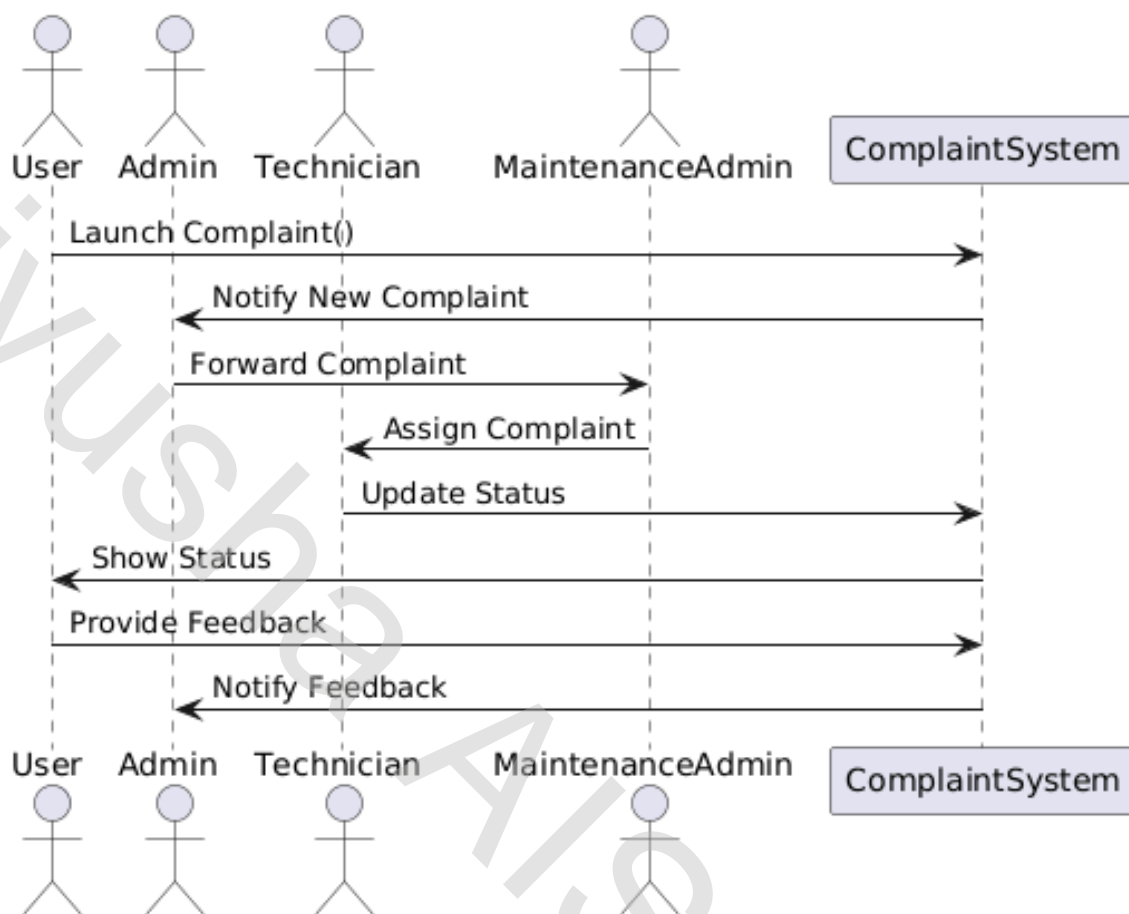 User Admin Technician MaintenanceAdmin ComplaintSystem
Launch Complaint()
Notify New Complaint
Forward Complaint
Assign Complaint
Update Status
Show Status
Provide Feedback
Notify Feedback
User Admin Technician MaintenanceAdmin ComplaintSystem